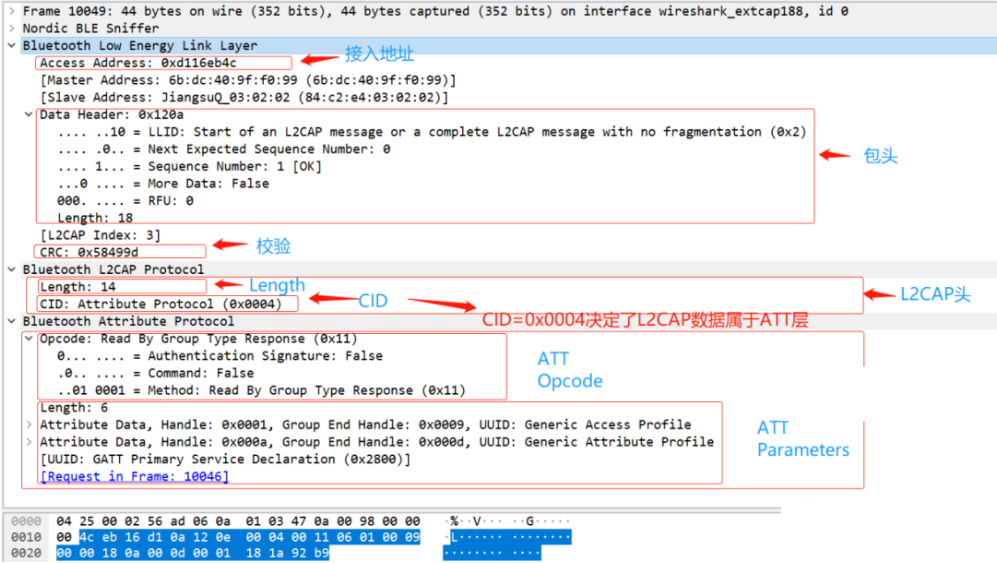 Frame 10049: 44 bytes on wire (352 bits), 44 bytes captured (352 bits) on interface wireshark_extcap188, id 0
Nordic BLE Sniffer
Bluetooth Low Energy Link Layer
Access Address: 0xd116eb4c
接入地址
[Master Address: 6b:dc:40:9f:f0:99 (6b:dc:40:9f:f0:99)]
[Slave Address: JiangsuQ_03:02:02 (84:c2:e4:03:02:02)]
Data Header: 0x120a
.... ..10 = LLID: Start of an L2CAP message or a complete L2CAP message with no fragmentation (0x2)
.... .0.. = Next Expected Sequence Number: 0
包头
.... 1... = Sequence Number: 1 [OK]
...0 .... = More Data: False
000. .... = RFU: 0
Length: 18
[L2CAP Index: 3]
校验
CRC: 0x58499d
Bluetooth L2CAP Protocol
Length: 14
Length
L2CAP头
CID: Attribute Protocol (0x0004)
CID
CID=0x0004决定了L2CAP数据属于ATT层
Bluetooth Attribute Protocol
Opcode: Read By Group Type Response (0x11)
0... .... = Authentication Signature: False
.0.. .... = Command: False
..01 0001 = Method: Read By Group Type Response (0x11)
ATT
Opcode
Length: 6
Attribute Data, Handle: 0x0001, Group End Handle: 0x0009, UUID: Generic Access Profile
Attribute Data, Handle: 0x000a, Group End Handle: 0x000d, UUID: Generic Attribute Profile
[UUID: GATT Primary Service Declaration (0x2800)]
[Request in Frame: 10046]
ATT
Parameters
0000 04 25 00 02 56 ad 06 0a 01 03 47 0a 00 98 00 00 ·%··V··· ··G·····
0010 00 4c eb 16 d1 0a 12 0e 00 04 00 11 06 01 00 09 ·L······ ········
0020 00 00 18 0a 00 0d 00 01 18 1a 92 b9 ········ ····